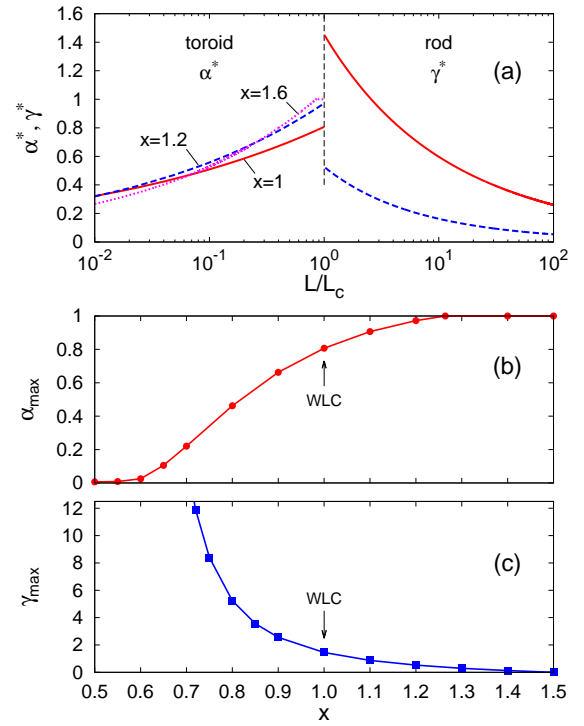 1.6
1.4
1.2
1
0.8
0.6
0.4
0.2
0
α*, γ*
toroid
α*
rod
γ*
(a)
x=1.6
x=1.2
x=1
10⁻²
10⁻¹
10⁰
10¹
10²
L/L_c
1
0.8
0.6
0.4
0.2
0
α_max
WLC
(b)
12
10
8
6
4
2
0
γ_max
WLC
(c)
0.5 0.6 0.7 0.8 0.9 1.0 1.1 1.2 1.3 1.4 1.5
x